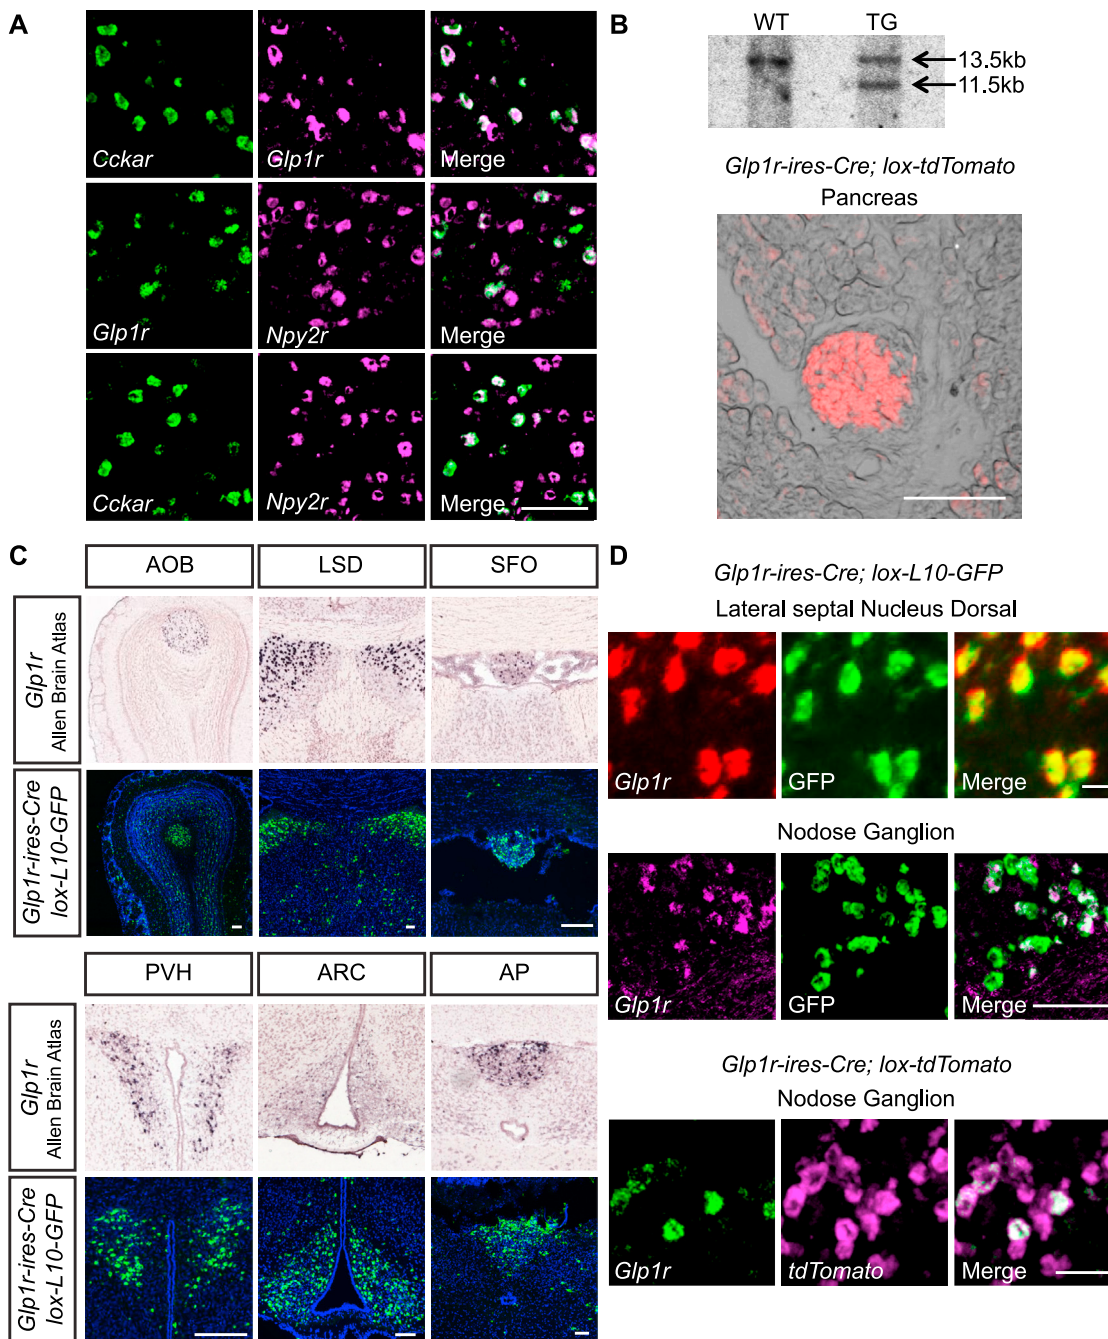 A
Cckar
Glp1r
Merge
Glp1r
Npy2r
Merge
Cckar
Npy2r
Merge
B
WT
TG
13.5kb
11.5kb
Glp1r-ires-Cre; lox-tdTomato
Pancreas
C
AOB
LSD
SFO
Glp1r
Allen Brain Atlas
Glp1r-ires-Cre
lox-L10-GFP
PVH
ARC
AP
Glp1r
Allen Brain Atlas
Glp1r-ires-Cre
lox-L10-GFP
D
Glp1r-ires-Cre; lox-L10-GFP
Lateral septal Nucleus Dorsal
Glp1r
GFP
Merge
Nodose Ganglion
Glp1r
GFP
Merge
Glp1r-ires-Cre; lox-tdTomato
Nodose Ganglion
Glp1r
tdTomato
Merge